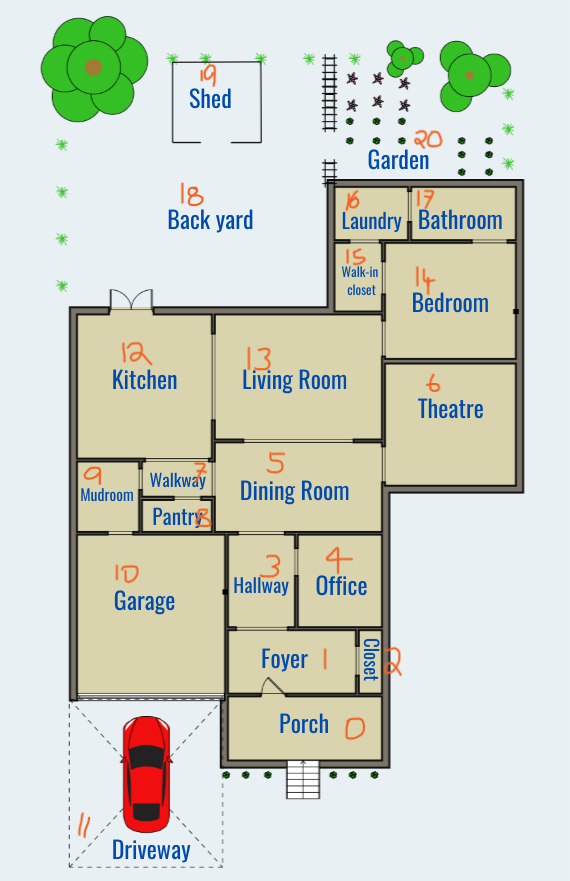 19
Shed
20
Garden
18
Back yard
16
Laundry
17
Bathroom
15
Walk-in
closet
14
Bedroom
12
Kitchen
13
Living Room
6
Theatre
9
Mudroom
Walkway 7
Pantry 8
5
Dining Room
10
Garage
3
Hallway
4
Office
Foyer 1
Closet 2
Porch 0
11
Driveway